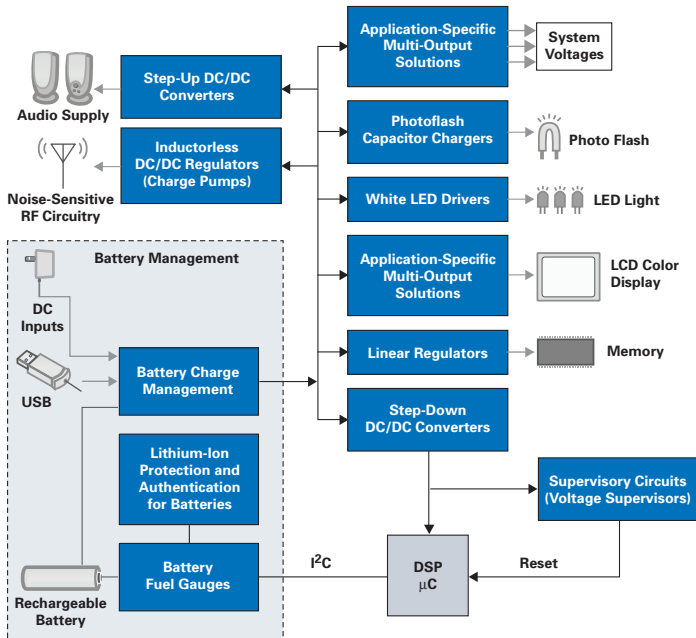 Application-Specific
Multi-Output
Solutions
System
Voltages
Step-Up DC/DC
Converters
Audio Supply
Photoflash
Capacitor Chargers
Photo Flash
Inductorless
DC/DC Regulators
(Charge Pumps)
Noise-Sensitive
RF Circuitry
White LED Drivers
LED Light
Battery Management
Application-Specific
Multi-Output
Solutions
LCD Color
Display
DC
Inputs
Linear Regulators
Memory
Battery Charge
Management
USB
Step-Down
DC/DC Converters
Lithium-Ion
Protection and
Authentication
for Batteries
Supervisory Circuits
(Voltage Supervisors)
Battery
Fuel Gauges
I²C
DSP
μC
Reset
Rechargeable
Battery